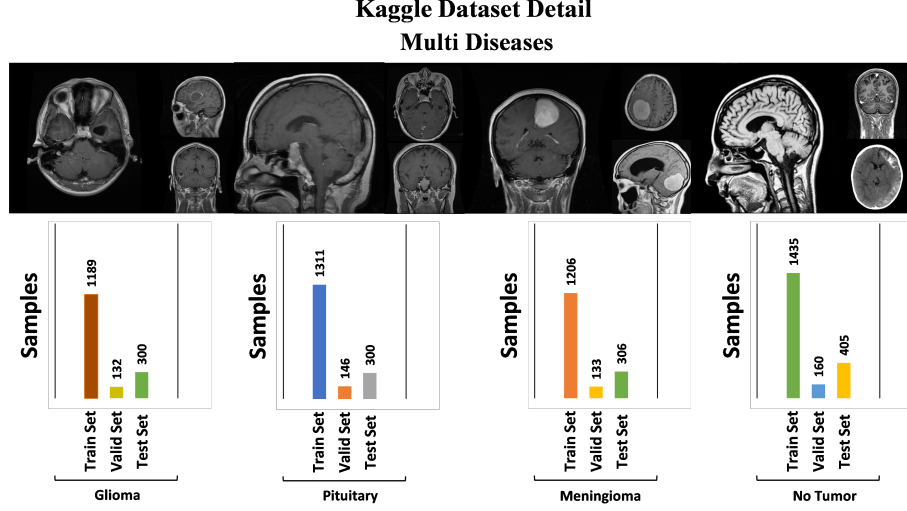 Kaggle Dataset Detail
Multi Diseases
Samples
1189
132
300
Train Set
Valid Set
Test Set
Glioma
Samples
1311
146
300
Train Set
Valid Set
Test Set
Pituitary
Samples
1206
133
306
Train Set
Valid Set
Test Set
Meningioma
Samples
1435
160
405
Train Set
Valid Set
Test Set
No Tumor